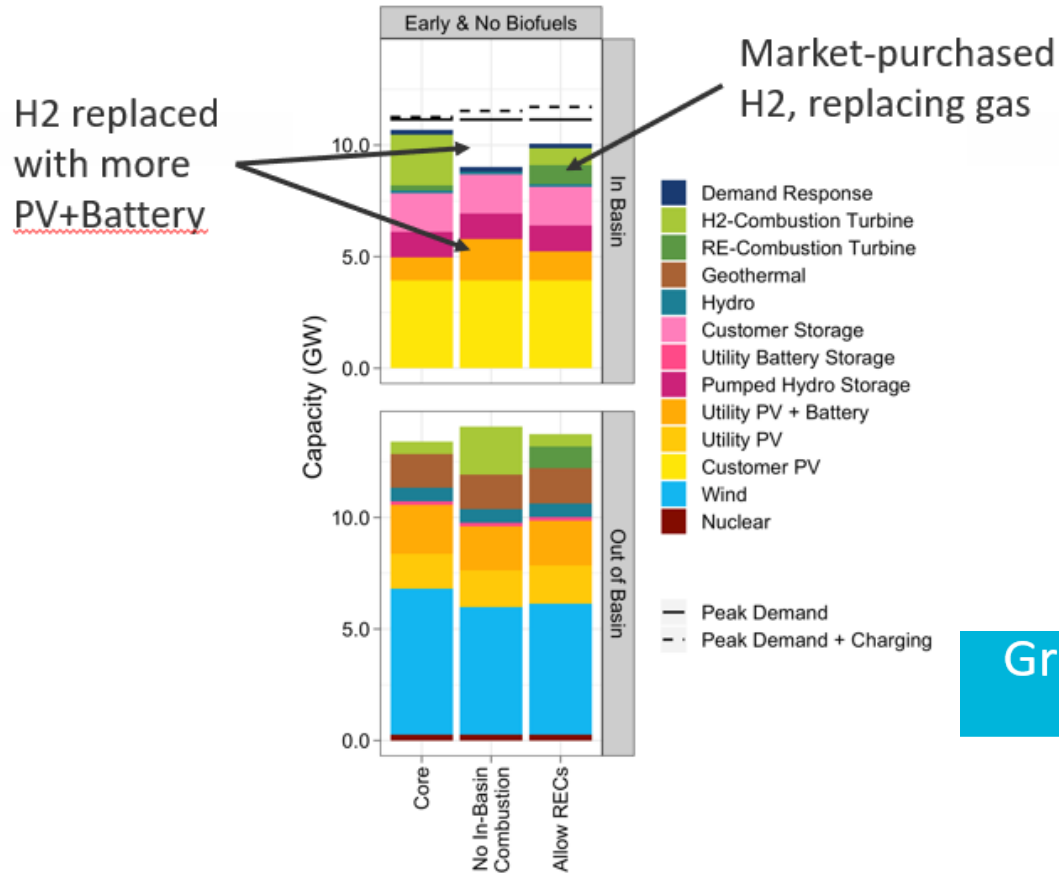 Early & No Biofuels
H2 replaced
with more
PV+Battery
Market-purchased
H2, replacing gas
In Basin
10.0
5.0
0.0
Capacity (GW)
Out of Basin
10.0
5.0
0.0
Core
No In-Basin
Combustion
Allow RECs
Demand Response
H2-Combustion Turbine
RE-Combustion Turbine
Geothermal
Hydro
Customer Storage
Utility Battery Storage
Pumped Hydro Storage
Utility PV + Battery
Utility PV
Customer PV
Wind
Nuclear
Peak Demand
Peak Demand + Charging
Gr